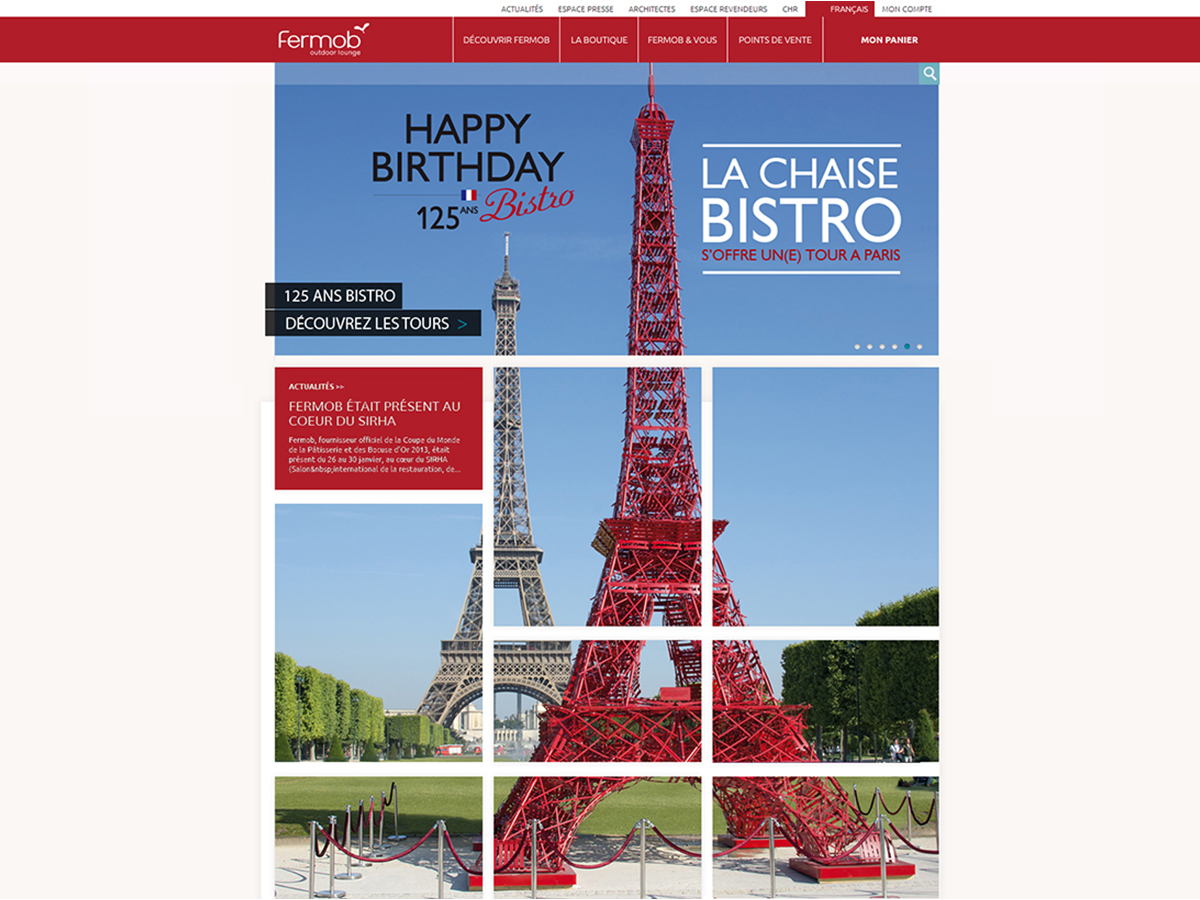 ACTUALITÉS ESPACE PRESSE ARCHITECTES ESPACE REVENDEURS CHR FRANÇAIS MON COMPTE
Fermob
outdoor lounge
DÉCOUVRIR FERMOB LA BOUTIQUE FERMOB & VOUS POINTS DE VENTE MON PANIER
HAPPY
BIRTHDAY
125 ANS Bistro
LA CHAISE
BISTRO
S'OFFRE UN(E) TOUR A PARIS
125 ANS BISTRO
DÉCOUVREZ LES TOURS >
ACTUALITÉS >>
FERMOB ÉTAIT PRÉSENT AU
COEUR DU SIRHA
Fermob, fournisseur officiel de la Coupe du Monde
de la Pâtisserie et des Bocuse d'Or 2013, était
présent du 26 au 30 janvier, au cœur du SIRHA
(Salon&nbsp;international de la restauration, de...